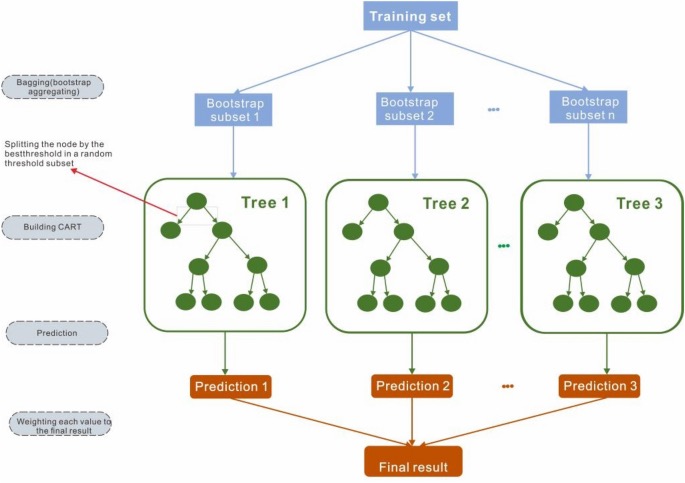 Training set
Bagging(bootstrap
aggregating)
Bootstrap
subset 1
Bootstrap
subset 2
...
Bootstrap
subset n
Splitting the node by the
bestthreshold in a random
threshold subset
Tree 1
Tree 2
Tree 3
Building CART
...
Prediction
Prediction 1
Prediction 2
...
Prediction 3
Weighting each value to
the final result
Final result